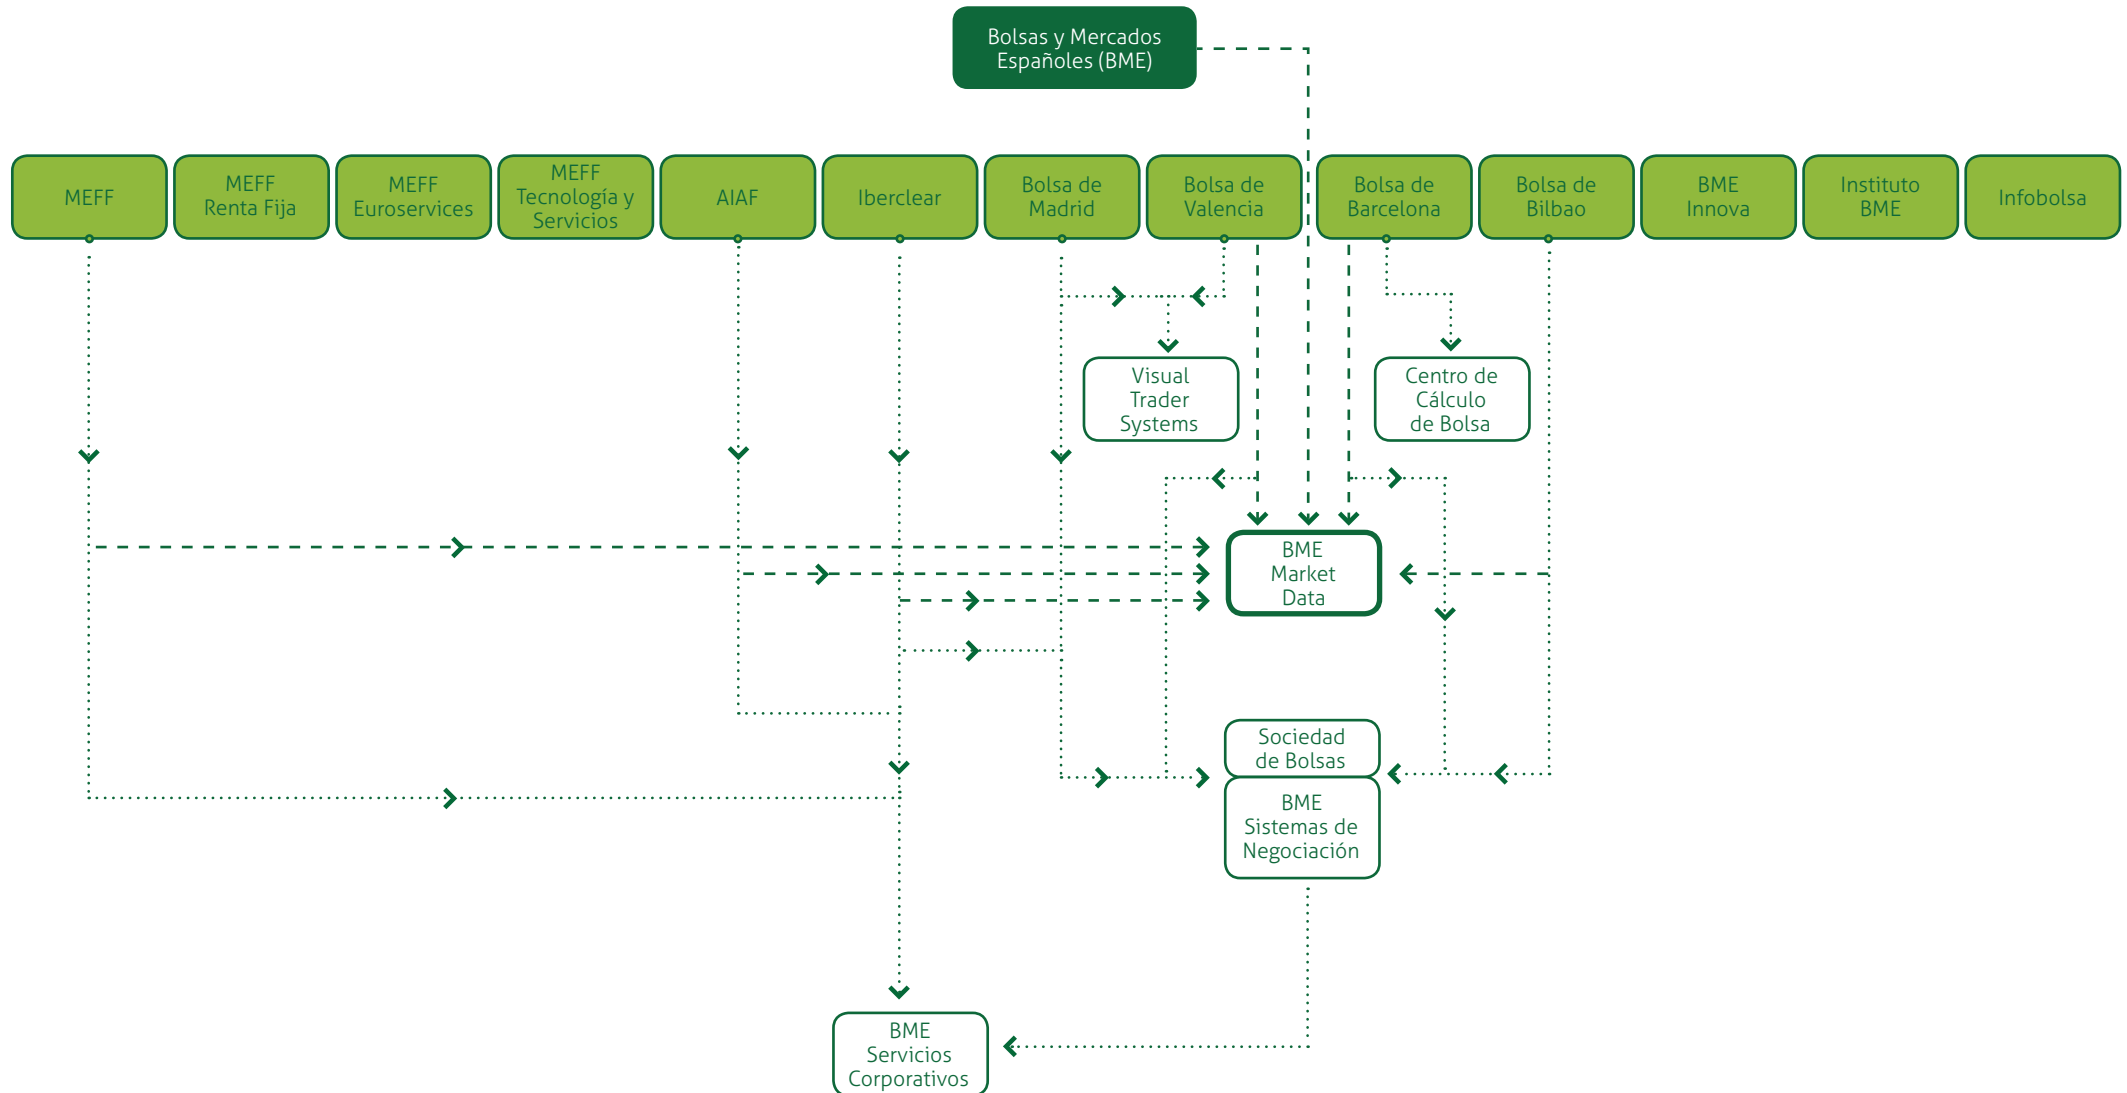 Bolsas y Mercados
Españoles (BME)
MEFF
MEFF
Renta Fija
MEFF
Euroservices
MEFF
Tecnología y
Servicios
AIAF
Iberclear
Bolsa de
Madrid
Bolsa de
Valencia
Bolsa de
Barcelona
Bolsa de
Bilbao
BME
Innova
Instituto
BME
Infobolsa
Visual
Trader
Systems
Centro de
Cálculo
de Bolsa
BME
Market
Data
Sociedad
de Bolsas
BME
Sistemas de
Negociación
BME
Servicios
Corporativos